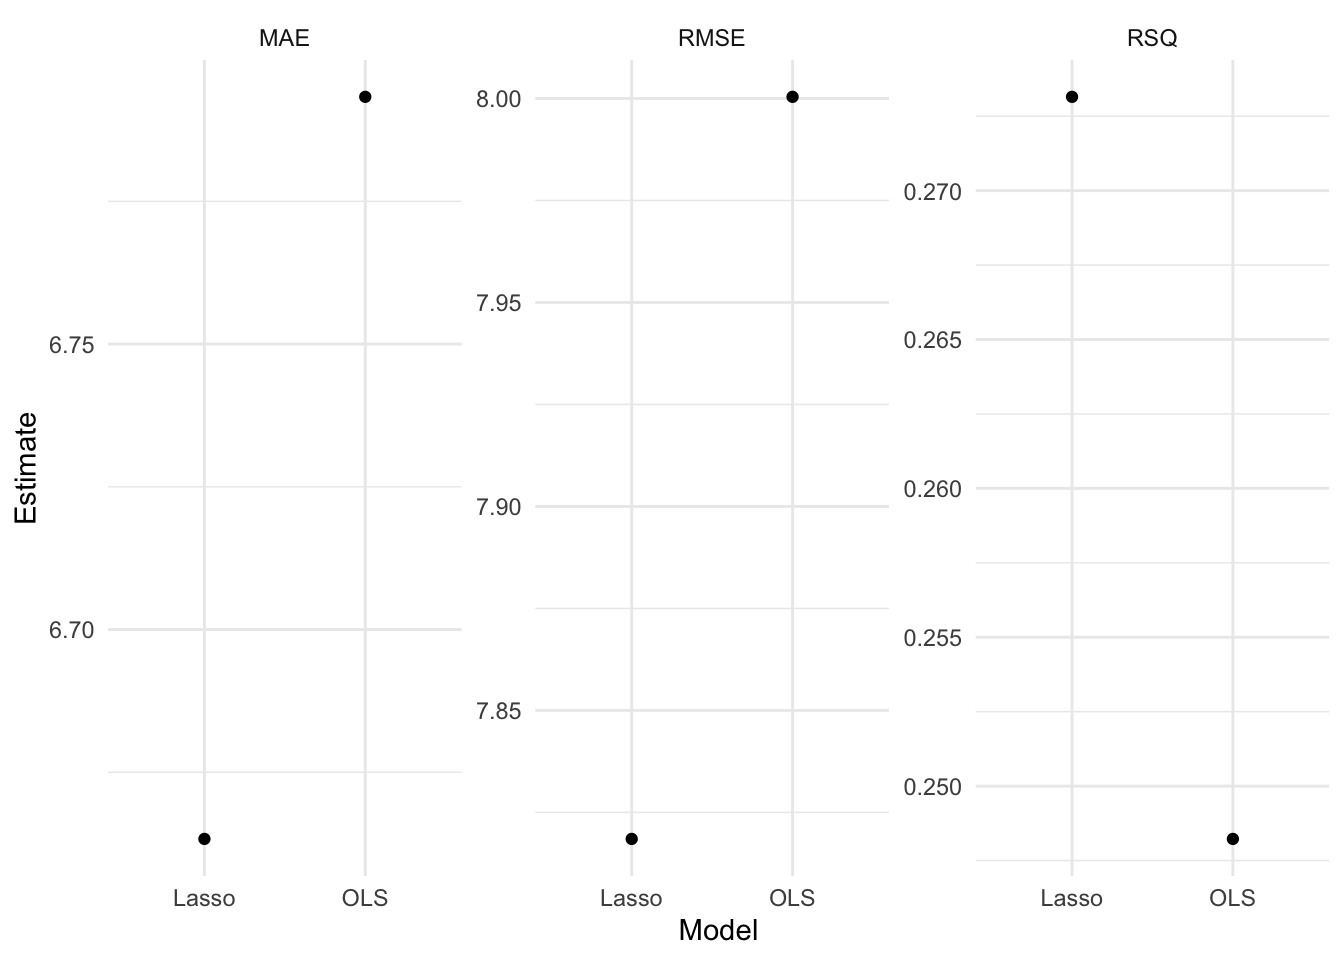 MAE
RMSE
RSQ
Estimate
6.75
6.70
8.00
7.95
7.90
7.85
0.270
0.265
0.260
0.255
0.250
Lasso OLS
Lasso OLS
Lasso OLS
Model